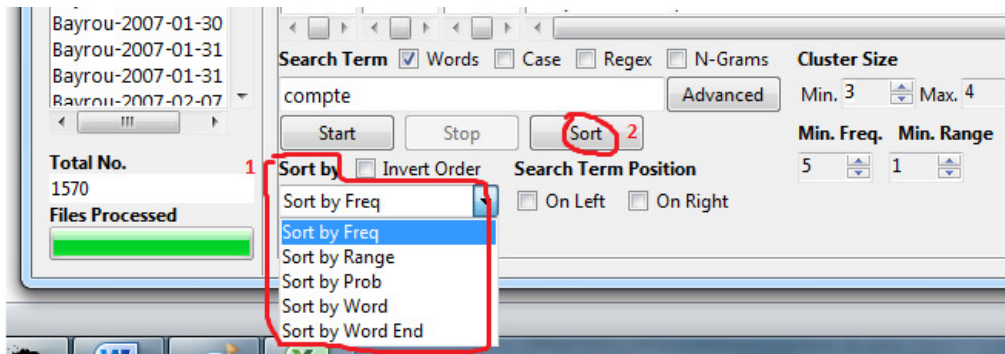 Bayrou-2007-01-30
Bayrou-2007-01-31
Bayrou-2007-01-31
Bayrou-2007-02-07
Total No.
1570
Files Processed
Search Term Words Case Regex N-Grams
compte Advanced
Start Stop Sort 2
1 Sort by Invert Order Search Term Position
Sort by Freq On Left On Right
Sort by Freq
Sort by Range
Sort by Prob
Sort by Word
Sort by Word End
Cluster Size
Min. 3 Max. 4
Min. Freq. Min. Range
5 1